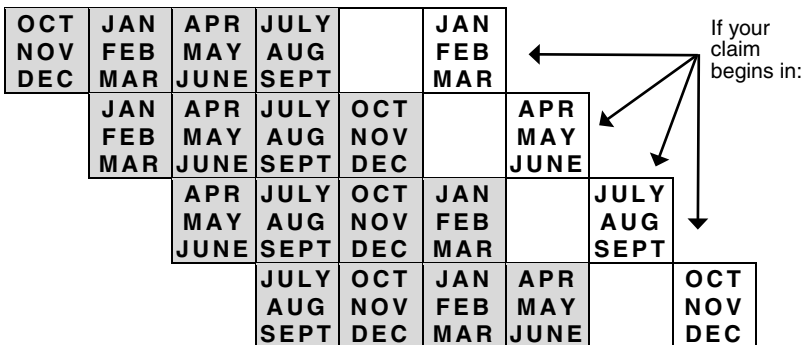 OCT JAN APR JULY JAN
NOV FEB MAY AUG FEB
DEC MAR JUNE SEPT MAR
If your
claim
begins in:
JAN APR JULY OCT APR
FEB MAY AUG NOV MAY
MAR JUNE SEPT DEC JUNE
APR JULY OCT JAN JULY
MAY AUG NOV FEB AUG
JUNE SEPT DEC MAR SEPT
JULY OCT JAN APR OCT
AUG NOV FEB MAY NOV
SEPT DEC MAR JUNE DEC